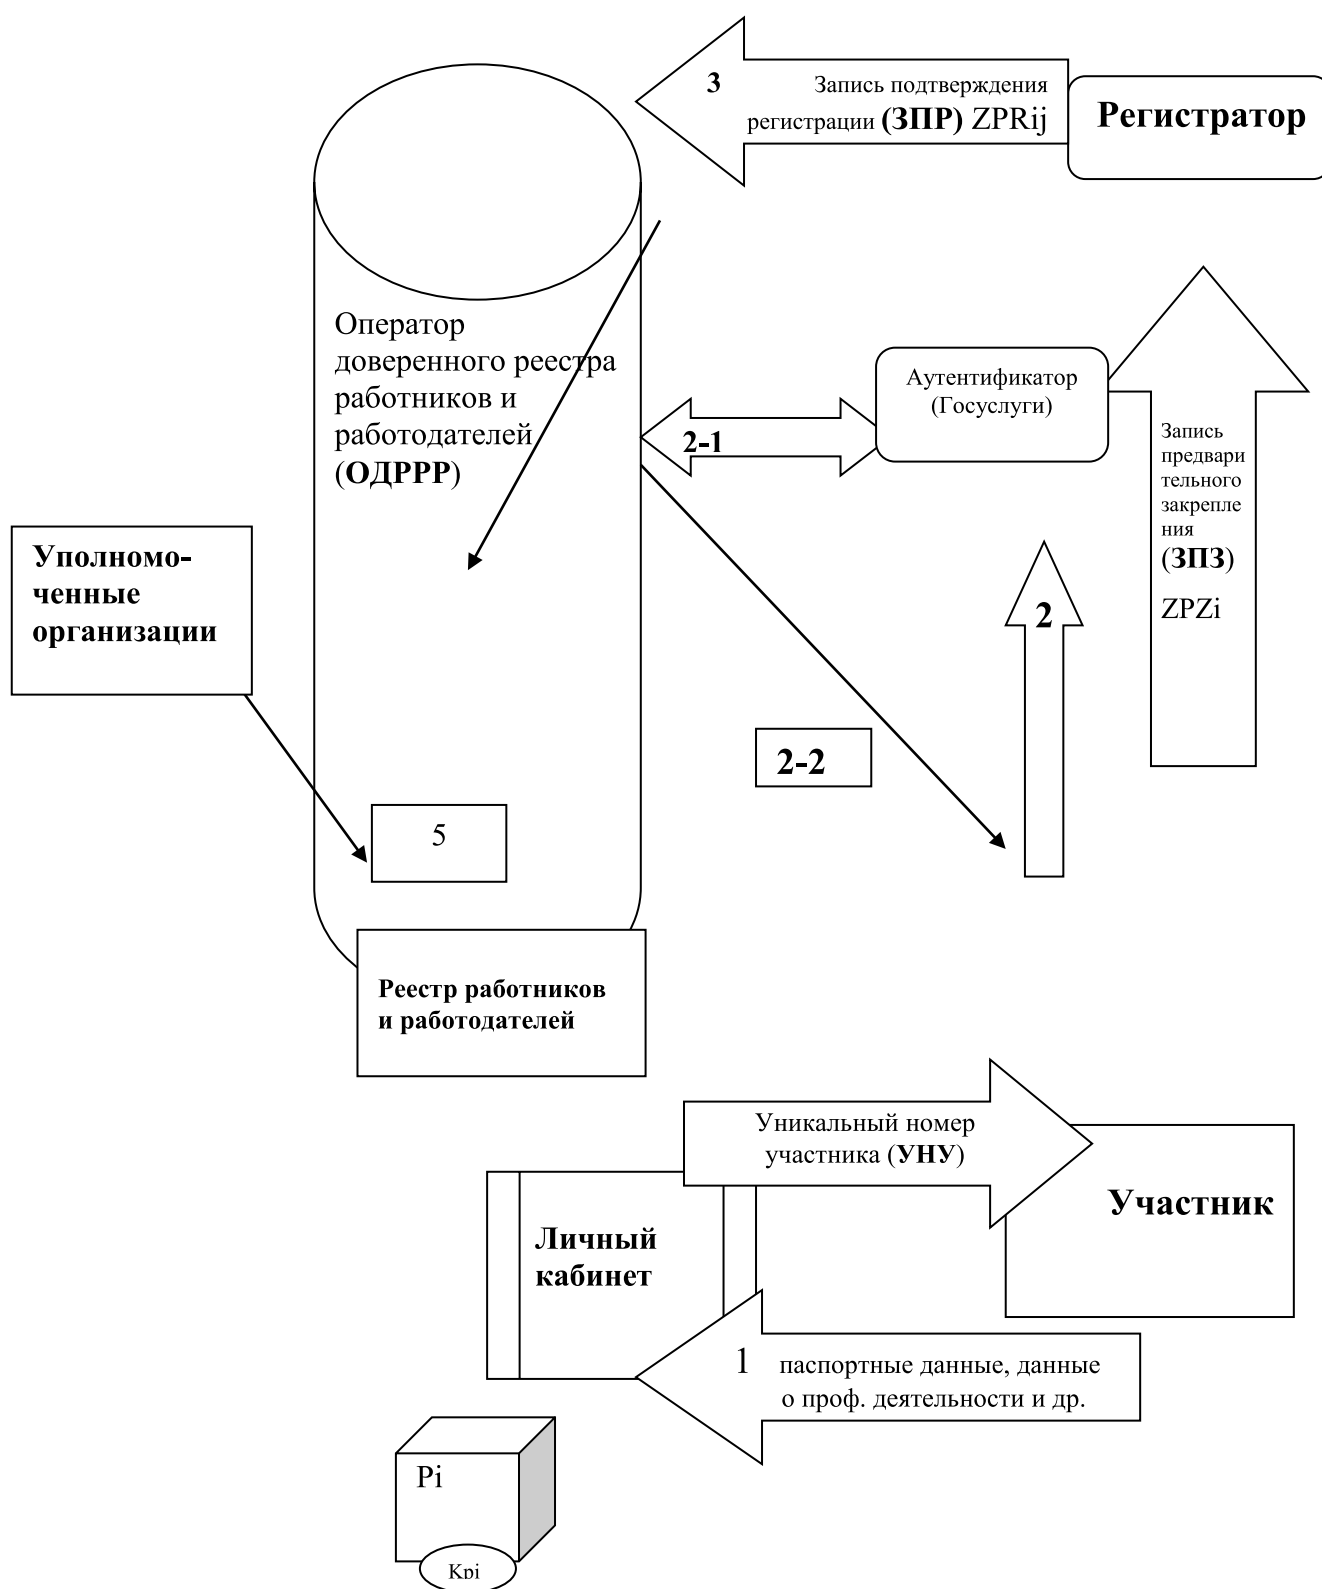 3
Запись подтверждения
регистрации (ЗПР) ZPRij
Регистратор
Оператор
доверенного реестра
работников и
работодателей
(ОДРРР)
Аутентификатор
(Госуслуги)
2-1
Запись
предвари
тельного
закрепле
ния
(ЗПЗ)
ZPZi
Уполномо-
ченные
организации
2
2-2
5
Реестр работников
и работодателей
Уникальный номер
участника (УНУ)
Участник
Личный
кабинет
1 паспортные данные, данные
о проф. деятельности и др.
Pi
Kpi